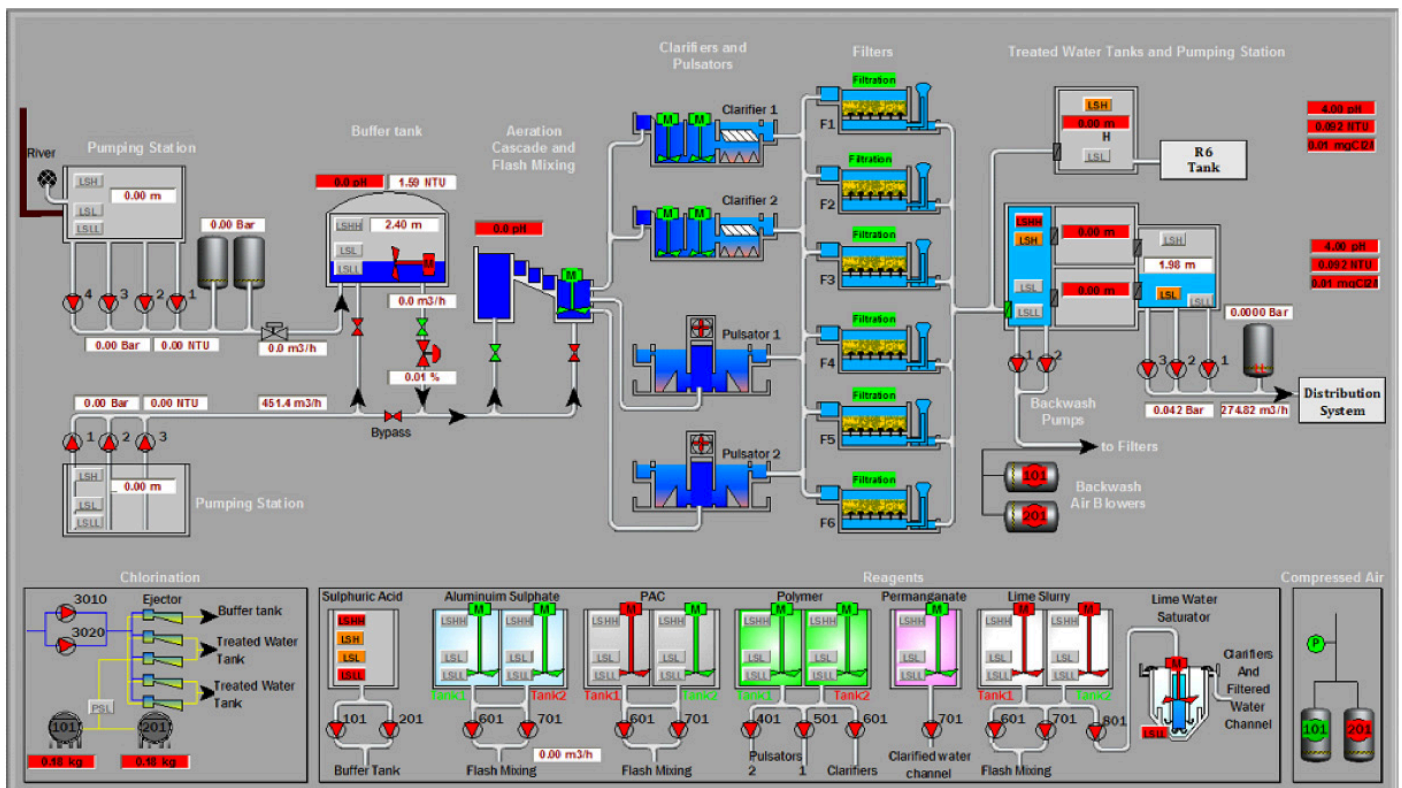 Clarifiers and
Pulsators
Filters
Treated Water Tanks and Pumping Station
River
Pumping Station
LSH
0.00 m
LSL
LSLL
0.00 Bar
0.00 Bar
4
3
2
1
0.00 Bar
0.00 NTU
0.0 m3/h
Buffer tank
0.0 pH
1.59 NTU
LSHH
2.40 m
LSL
LSLL
M
0.0 m3/h
0.01 %
Aeration
Cascade and
Flash Mixing
0.0 pH
M
M
M
Clarifier 1
M
M
Clarifier 2
Pulsator 1
Pulsator 2
Filtration
F1
Filtration
F2
Filtration
F3
Filtration
F4
Filtration
F5
Filtration
F6
LSH
0.00 m
H
LSL
R6
Tank
4.00 pH
0.092 NTU
0.01 mgCl2/l
LSHH
LSH
LSL
LSLL
0.00 m
0.00 m
LSH
1.98 m
LSL
LSLL
4.00 pH
0.092 NTU
0.01 mgCl2/l
0.0000 Bar
1
2
3
2
1
Backwash
Pumps
0.042 Bar
274.82 m3/h
Distribution
System
to Filters
101
201
Backwash
Air Blowers
0.00 Bar
0.00 NTU
451.4 m3/h
Bypass
1
2
3
LSH
0.00 m
LSL
LSLL
Pumping Station
Chlorination
3010
3020
Ejector
Buffer tank
Treated Water
Tank
Treated Water
Tank
PSL
101
201
0.18 kg
0.18 kg
Reagents
Sulphuric Acid
LSHH
LSH
LSL
LSLL
101
201
Buffer Tank
Aluminuim Sulphate
M
M
LSHH
LSHH
LSL
LSL
LSLL
LSLL
Tank1
Tank2
601
701
0.00 m3/h
Flash Mixing
PAC
M
M
LSHH
LSHH
LSL
LSL
LSLL
LSLL
Tank1
Tank2
601
701
Flash Mixing
Polymer
M
M
LSHH
LSHH
LSL
LSL
LSLL
LSLL
Tank1
Tank2
401
501
601
Pulsators
2
1
Clarifiers
Permanganate
M
LSHH
LSL
LSLL
701
Clarified water
channel
Lime Slurry
M
M
LSHH
LSHH
LSL
LSL
LSLL
LSLL
Tank1
Tank2
601
701
801
Flash Mixing
Lime Water
Saturator
M
LSLL
Clarifiers
And
Filtered
Water
Channel
Compressed Air
P
101
201